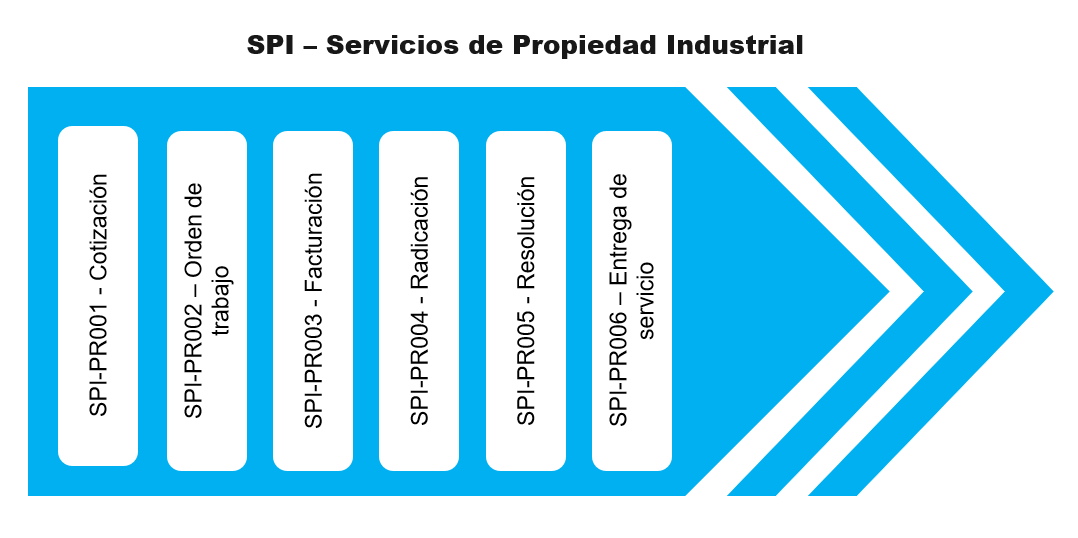 SPI – Servicios de Propiedad Industrial
SPI-PR001 - Cotización
SPI-PR002 – Orden de
trabajo
SPI-PR003 - Facturación
SPI-PR004 - Radicación
SPI-PR005 - Resolución
SPI-PR006 – Entrega de
servicio